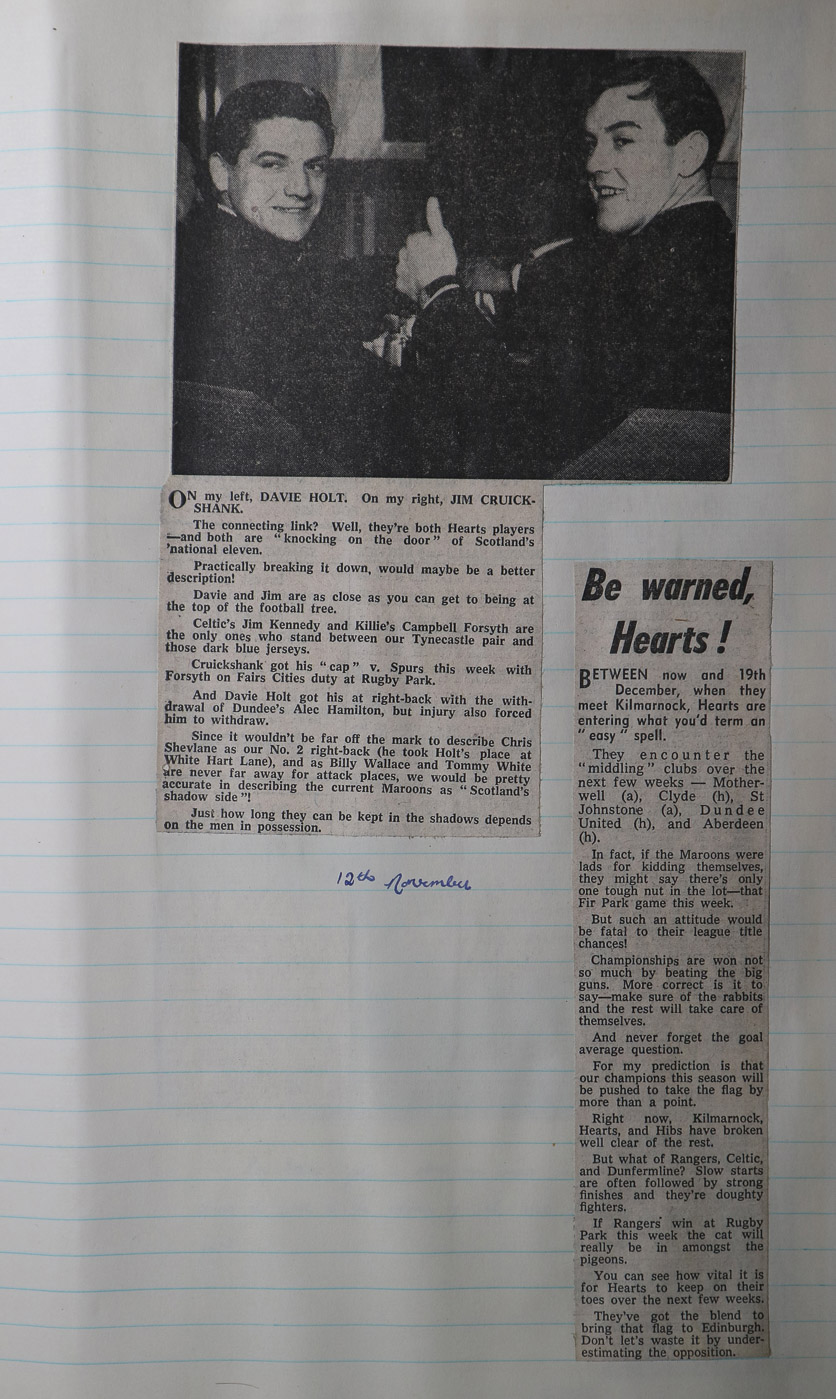 ON my left, DAVIE HOLT. On my right, JIM CRUICK-
SHANK.
The connecting link? Well, they're both Hearts players
—and both are "knocking on the door" of Scotland's
national eleven.
Practically breaking it down, would maybe be a better
description!
Davie and Jim are as close as you can get to being at
the top of the football tree.
Celtic's Jim Kennedy and Killie's Campbell Forsyth are
the only ones who stand between our Tynecastle pair and
those dark blue jerseys.
Cruickshank got his "cap" v. Spurs this week with
Forsyth on Fairs Cities duty at Rugby Park.
And Davie Holt got his at right-back with the with-
drawal of Dundee's Alec Hamilton, but injury also forced
him to withdraw.
Since it wouldn't be far off the mark to describe Chris
Shevlane as our No. 2 right-back (he took Holt's place at
White Hart Lane), and as Billy Wallace and Tommy White
are never far away for attack places, we would be pretty
accurate in describing the current Maroons as "Scotland's
shadow side"!
Just how long they can be kept in the shadows depends
on the men in possession.
12th November
Be warned,
Hearts!
BETWEEN now and 19th
December, when they
meet Kilmarnock, Hearts are
entering what you'd term an
"easy" spell.
They encounter the
"middling" clubs over the
next few weeks — Mother-
well (a), Clyde (h), St
Johnstone (a), Dundee
United (h), and Aberdeen
(h).
In fact, if the Maroons were
lads for kidding themselves,
they might say there's only
one tough nut in the lot—that
Fir Park game this week.
But such an attitude would
be fatal to their league title
chances!
Championships are won not
so much by beating the big
guns. More correct is it to
say—make sure of the rabbits
and the rest will take care of
themselves.
And never forget the goal
average question.
For my prediction is that
our champions this season will
be pushed to take the flag by
more than a point.
Right now, Kilmarnock,
Hearts, and Hibs have broken
well clear of the rest.
But what of Rangers, Celtic,
and Dunfermline? Slow starts
are often followed by strong
finishes and they're doughty
fighters.
If Rangers win at Rugby
Park this week the cat will
really be in amongst the
pigeons.
You can see how vital it is
for Hearts to keep on their
toes over the next few weeks.
They've got the blend to
bring that flag to Edinburgh.
Don't let's waste it by under-
estimating the opposition.